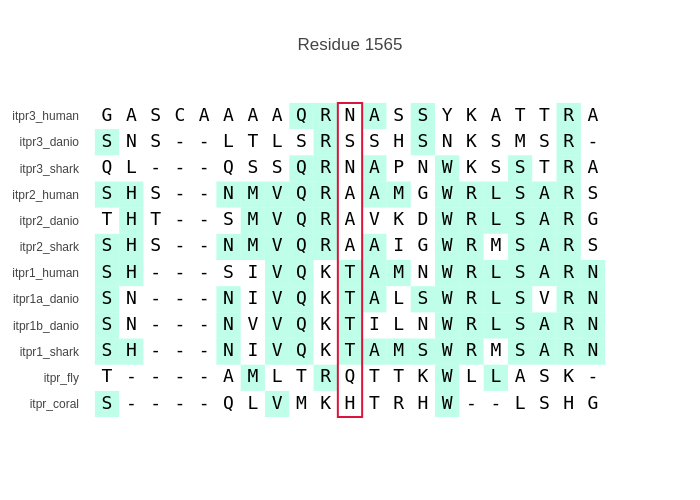 Residue 1565
itpr3_human G A S C A A A A Q R N A S S Y K A T T R A
itpr3_danio S N S - - L T L S R S S H S N K S M S R -
itpr3_shark Q L - - - Q S S Q R N A P N W K S S T R A
itpr2_human S H S - - N M V Q R A A M G W R L S A R S
itpr2_danio T H T - - S M V Q R A V K D W R L S A R G
itpr2_shark S H S - - N M V Q R A A I G W R M S A R S
itpr1_human S H - - - S I V Q K T A M N W R L S A R N
itpr1a_danio S N - - - N I V Q K T A L S W R L S V R N
itpr1b_danio S N - - - N V V Q K T I L N W R L S A R N
itpr1_shark S H - - - N I V Q K T A M S W R M S A R N
itpr_fly T - - - - A M L T R Q T T K W L L A S K -
itpr_coral S - - - - Q L V M K H T R H W - - L S H G